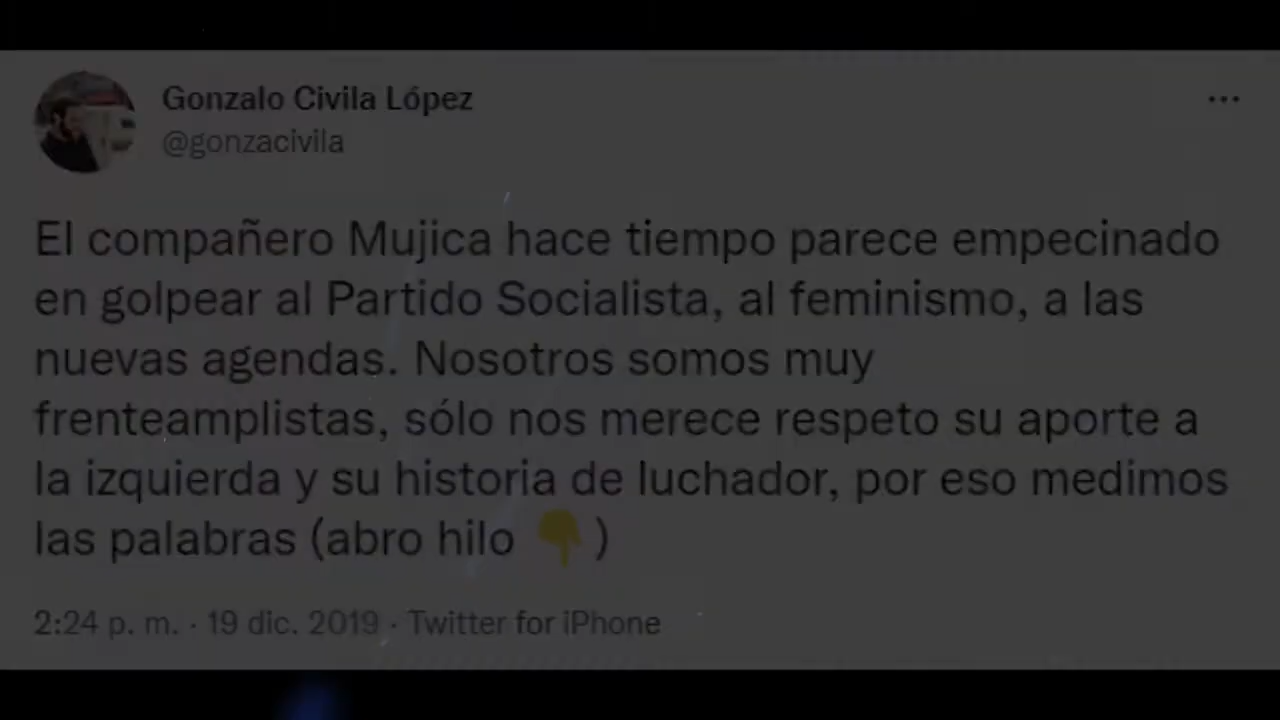 Gonzalo Civila López
@gonzacivila
El compañero Mujica hace tiempo parece empecinado
en golpear al Partido Socialista, al feminismo, a las
nuevas agendas. Nosotros somos muy
frenteamplistas, sólo nos merece respeto su aporte a
la izquierda y su historia de luchador, por eso medimos
las palabras (abro hilo 👇)
2:24 p. m. · 19 dic. 2019 · Twitter for iPhone